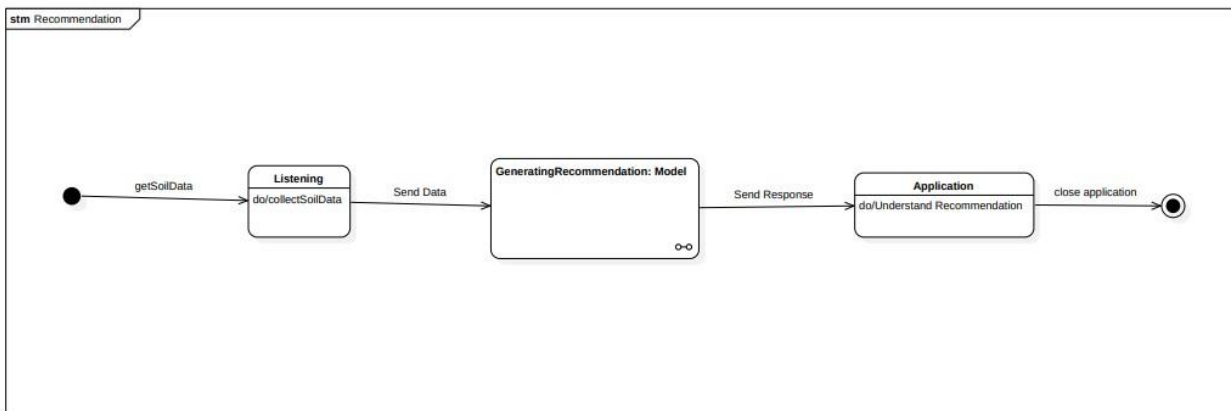 stm Recommendation
getSoilData
Listening
do/collectSoilData
Send Data
GeneratingRecommendation: Model
Send Response
Application
do/Understand Recommendation
close application